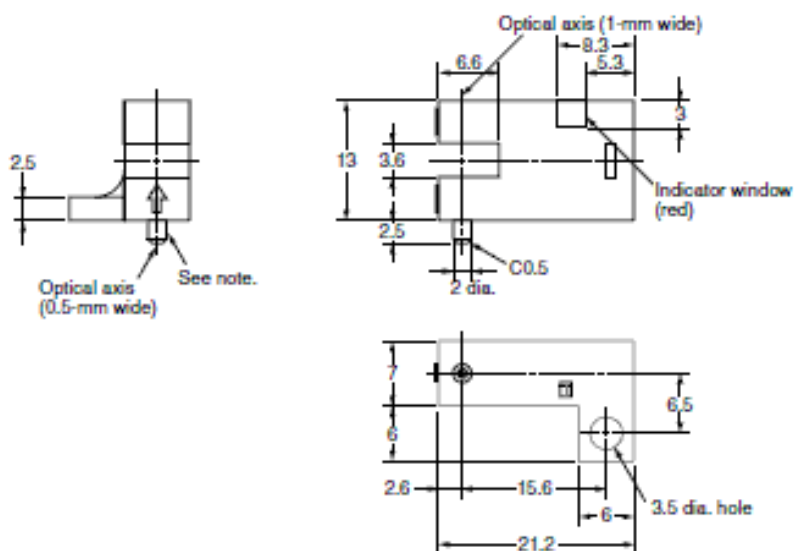 Optical axis (1-mm wide)
8.3
6.6
5.3
3
13
3.6
2.5
2.5
Indicator window
(red)
See note.
C0.5
Optical axis
(0.5-mm wide)
2 dia.
7
6.5
6
2.6
15.6
3.5 dia. hole
6
21.2